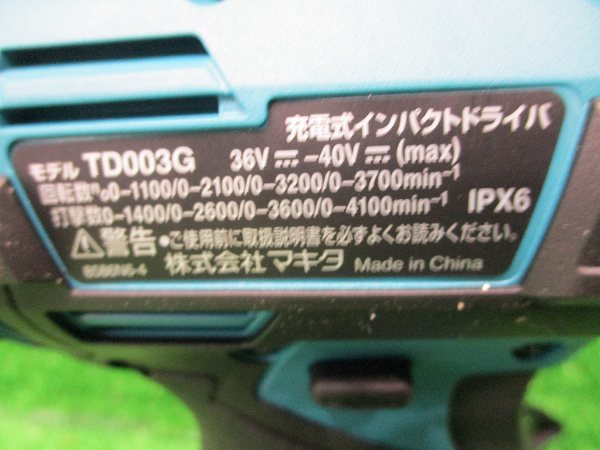 充電式インパクトドライバ
モデル TD003G 36V⎓-40V⎓(max)
回転数n₀0-1100/0-2100/0-3200/0-3700min⁻¹
打撃数0-1400/0-2600/0-3600/0-4100min⁻¹ IPX6
⚠警告 •ご使用前に取扱説明書を必ずよくお読みください。
株式会社マキタ Made in China